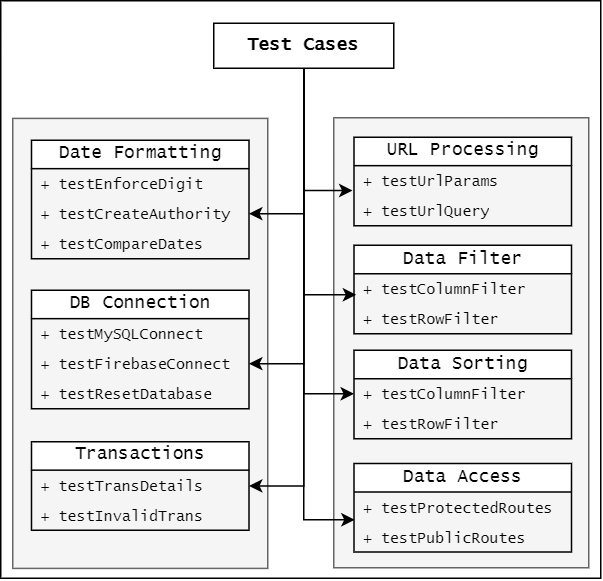 Test Cases
Date Formatting
+ testEnforceDigit
+ testCreateAuthority
+ testCompareDates
DB Connection
+ testMySQLConnect
+ testFirebaseConnect
+ testResetDatabase
Transactions
+ testTransDetails
+ testInvalidTrans
URL Processing
+ testUrlParams
+ testUrlQuery
Data Filter
+ testColumnFilter
+ testRowFilter
Data Sorting
+ testColumnFilter
+ testRowFilter
Data Access
+ testProtectedRoutes
+ testPublicRoutes